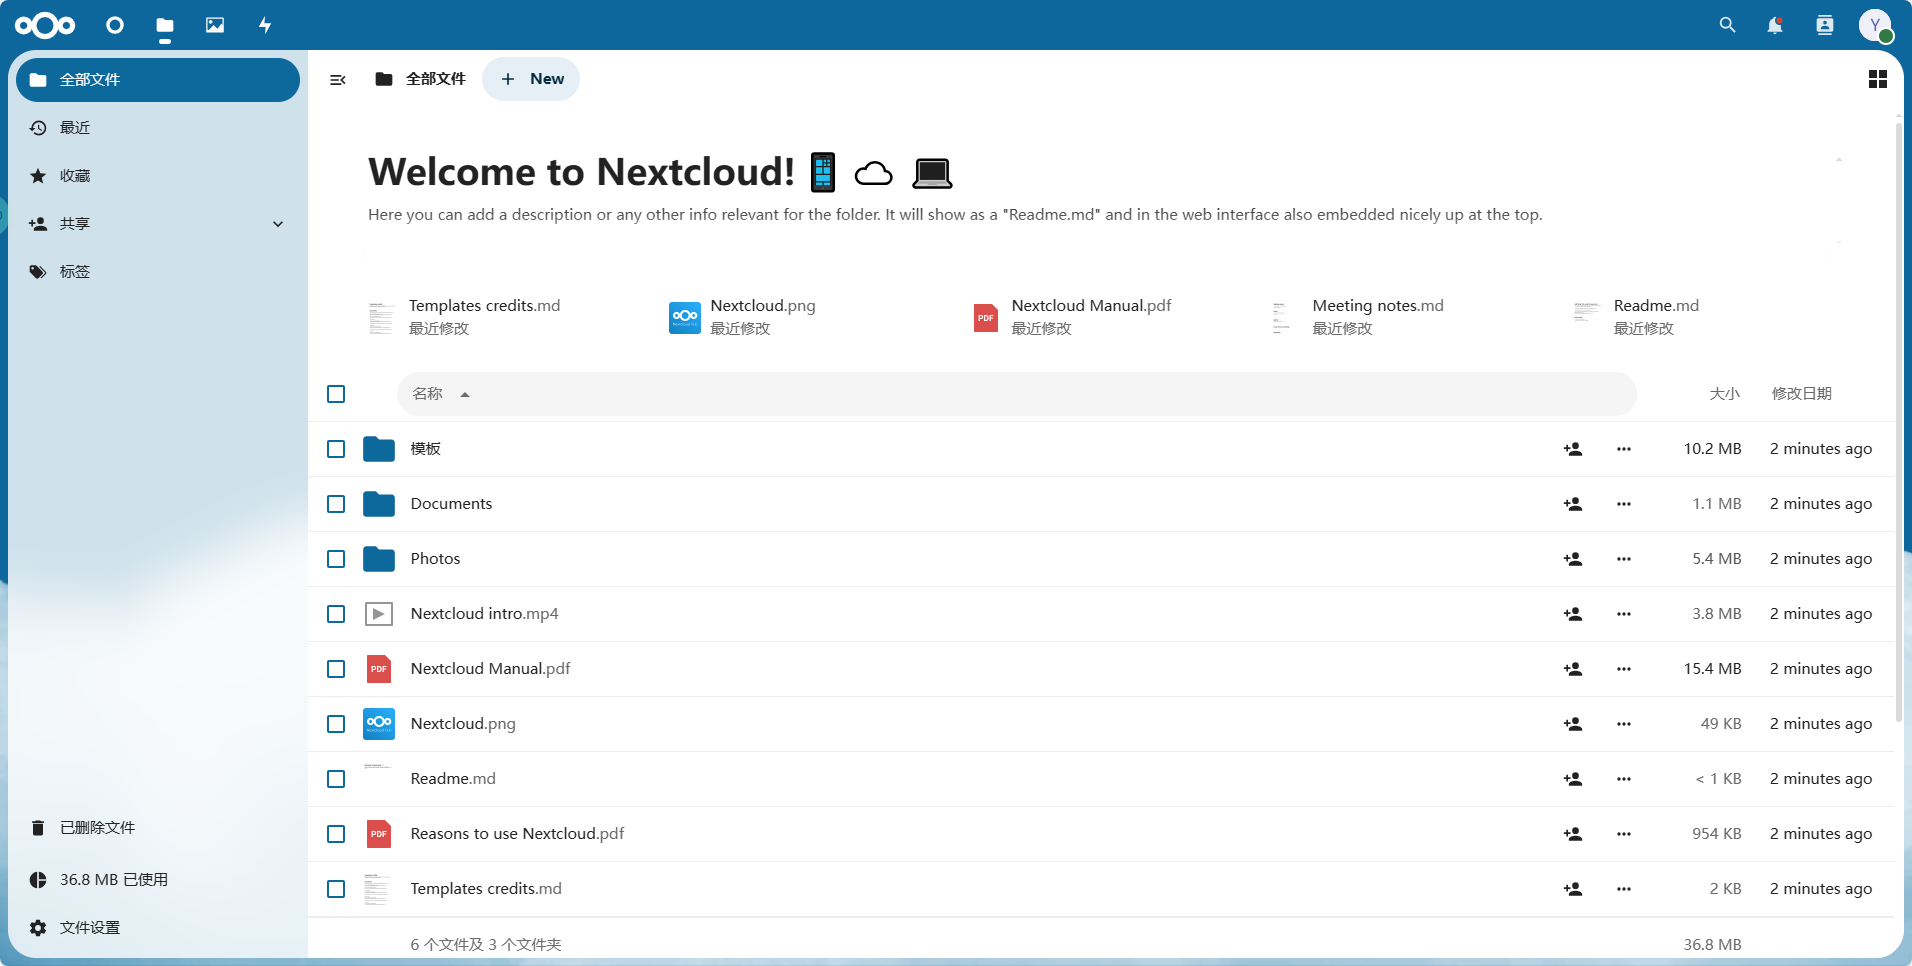 Y
全部文件
最近
收藏
共享
标签
已删除文件
36.8 MB 已使用
文件设置
全部文件
New
Welcome to Nextcloud!
Here you can add a description or any other info relevant for the folder. It will show as a "Readme.md" and in the web interface also embedded nicely up at the top.
Templates credits.md
最近修改
Nextcloud.png
最近修改
PDF
Nextcloud Manual.pdf
最近修改
Meeting notes.md
最近修改
Readme.md
最近修改
名称 大小 修改日期
模板 10.2 MB 2 minutes ago
Documents 1.1 MB 2 minutes ago
Photos 5.4 MB 2 minutes ago
Nextcloud intro.mp4 3.8 MB 2 minutes ago
PDF Nextcloud Manual.pdf 15.4 MB 2 minutes ago
Nextcloud.png 49 KB 2 minutes ago
Readme.md < 1 KB 2 minutes ago
PDF Reasons to use Nextcloud.pdf 954 KB 2 minutes ago
Templates credits.md 2 KB 2 minutes ago
6 个文件及 3 个文件夹 36.8 MB